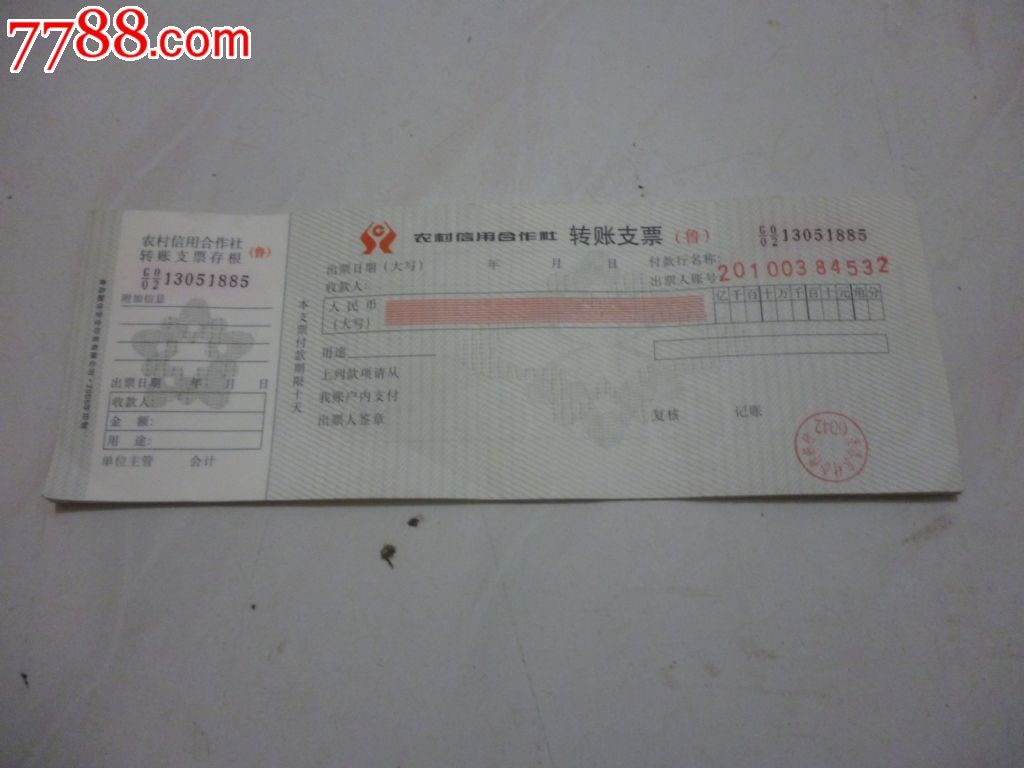 7788.com
农村信用合作社
转账支票存根（鲁）
G0/02 13051885
附加信息
出票日期 年 月 日
收款人：
金 额：
用 途：
单位主管 会计
本支票付款期限十天
农村信用合作社 转账支票（鲁） G0/02 13051885
出票日期（大写） 年 月 日 付款行名称：
收款人： 出票人账号：
201003 84532
人民币
（大写）
亿千百十万千百十元角分
用途
上列款项请从
我账户内支付
出票人签章
复核 记账
0042